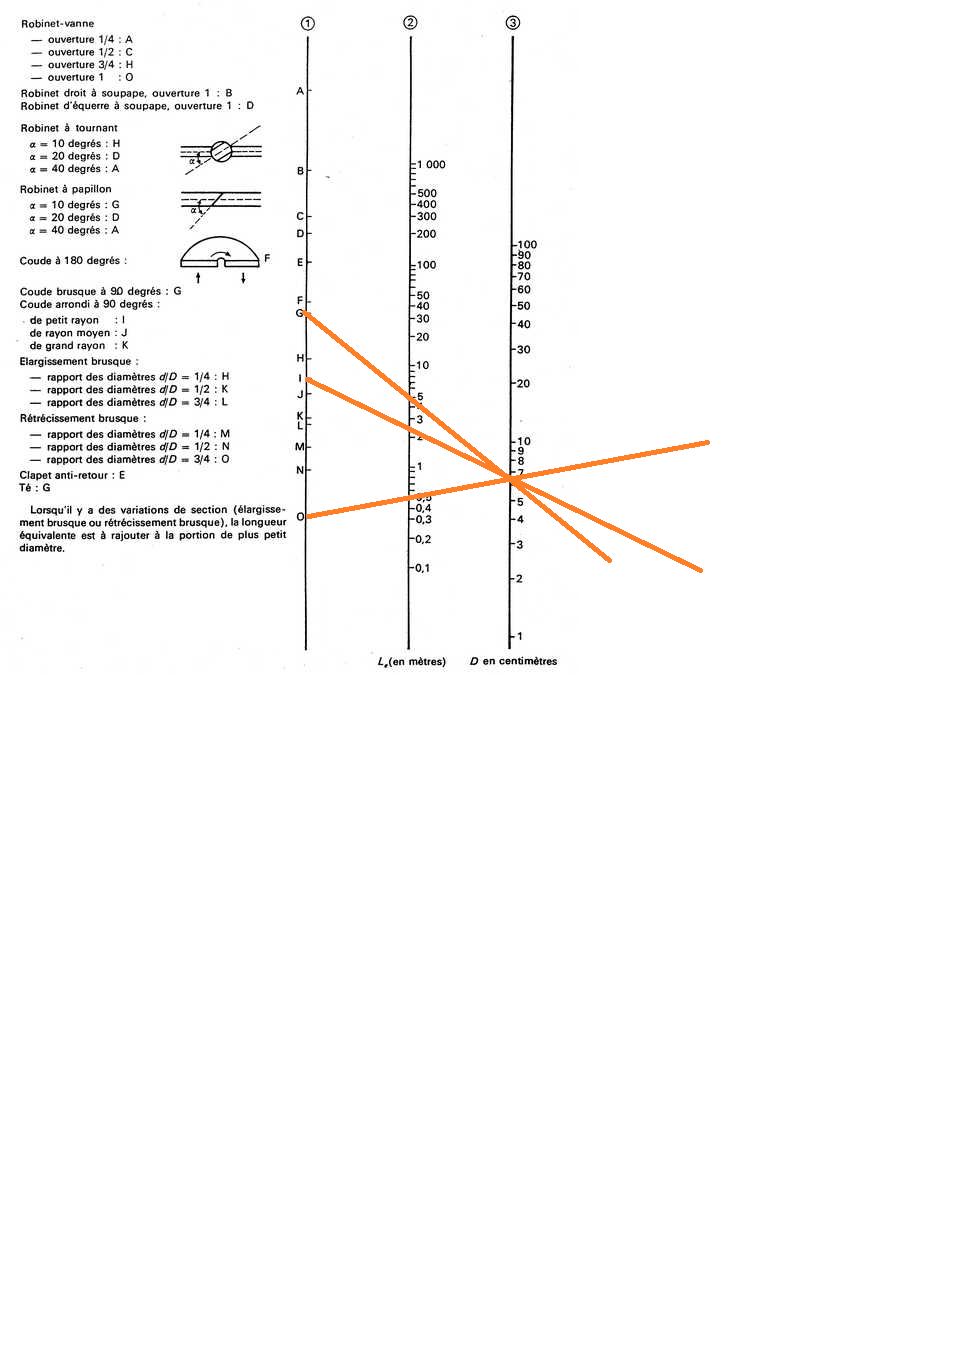 Robinet-vanne
— ouverture 1/4 : A
— ouverture 1/2 : C
— ouverture 3/4 : H
— ouverture 1 : O
Robinet droit à soupape, ouverture 1 : B
Robinet d'équerre à soupape, ouverture 1 : D
Robinet à tournant
α = 10 degrés : H
α = 20 degrés : D
α = 40 degrés : A
α
Robinet à papillon
α = 10 degrés : G
α = 20 degrés : D
α = 40 degrés : A
α
Coude à 180 degrés :
F
Coude brusque à 90 degrés : G
Coude arrondi à 90 degrés :
de petit rayon : I
de rayon moyen : J
de grand rayon : K
Elargissement brusque :
— rapport des diamètres d/D = 1/4 : H
— rapport des diamètres d/D = 1/2 : K
— rapport des diamètres d/D = 3/4 : L
Rétrécissement brusque :
— rapport des diamètres d/D = 1/4 : M
— rapport des diamètres d/D = 1/2 : N
— rapport des diamètres d/D = 3/4 : O
Clapet anti-retour : E
Té : G
Lorsqu'il y a des variations de section (élargisse-
ment brusque ou rétrécissement brusque), la longueur
équivalente est à rajouter à la portion de plus petit
diamètre.
1
A
B
C
D
E
F
G
H
I
J
K
L
M
N
O
2
1 000
500
400
300
200
100
50
40
30
20
10
5
3
2
1
0,5
0,4
0,3
0,2
0,1
Le (en mètres)
3
100
90
80
70
60
50
40
30
20
10
9
8
7
5
4
3
2
1
D en centimètres